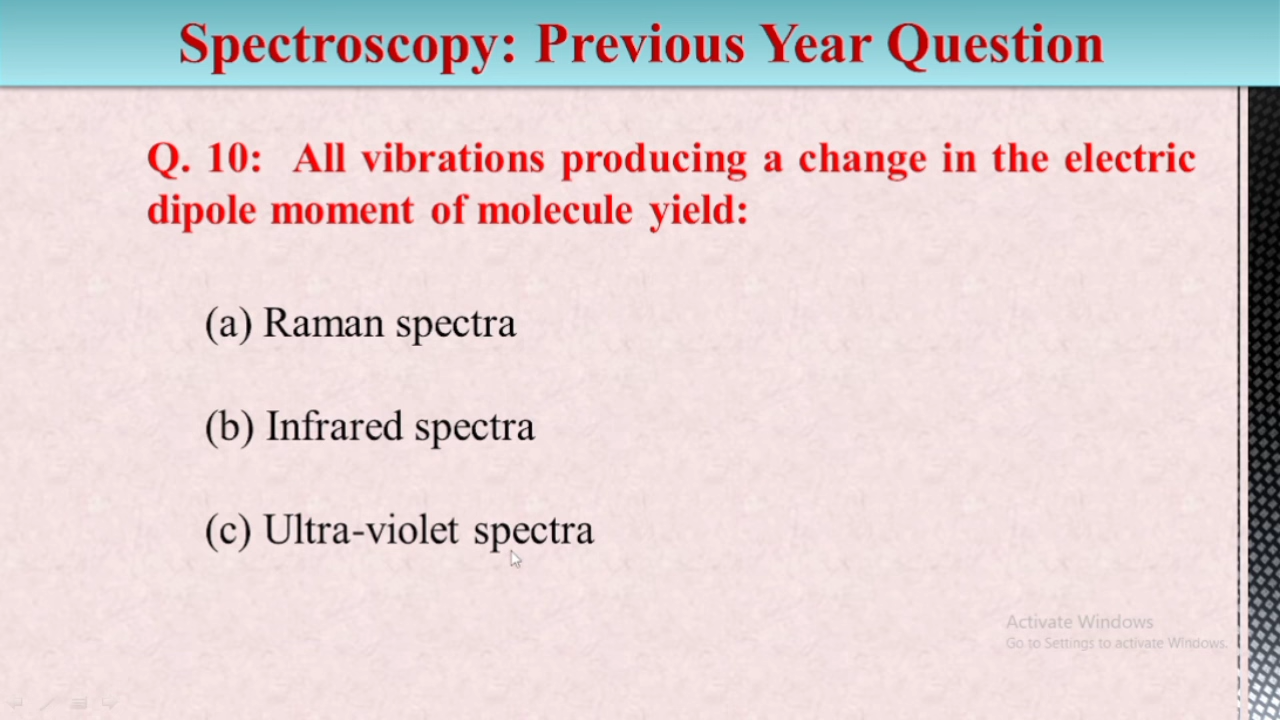 Spectroscopy: Previous Year Question
Q. 10: All vibrations producing a change in the electric
dipole moment of molecule yield:
(a) Raman spectra
(b) Infrared spectra
(c) Ultra-violet spectra
Activate Windows
Go to Settings to activate Windows.